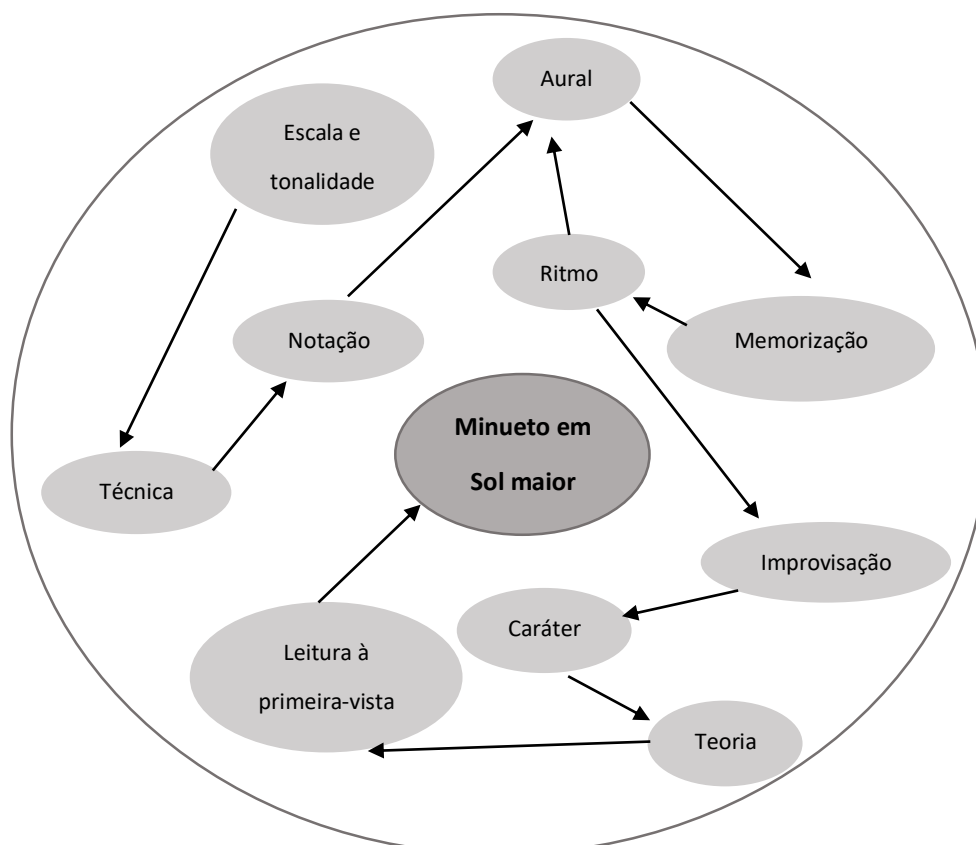 Aural
Escala e
tonalidade
Ritmo
Notação
Memorização
Minueto em
Sol maior
Técnica
Improvisação
Caráter
Leitura à
primeira-vista
Teoria